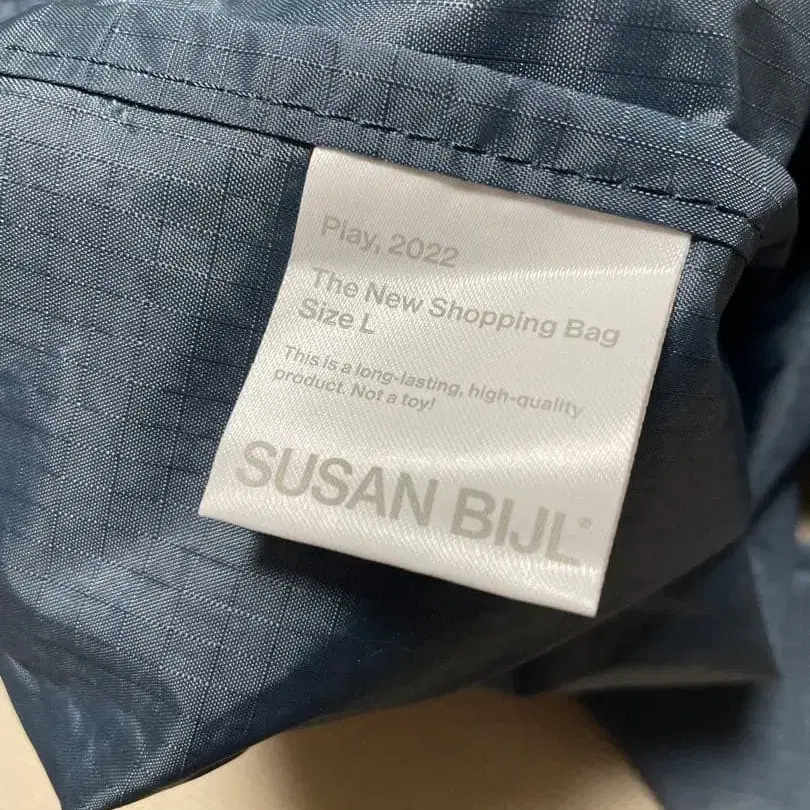 Play, 2022
The New Shopping Bag
Size L
This is a long-lasting, high-quality
product. Not a toy!
SUSAN BIJL®